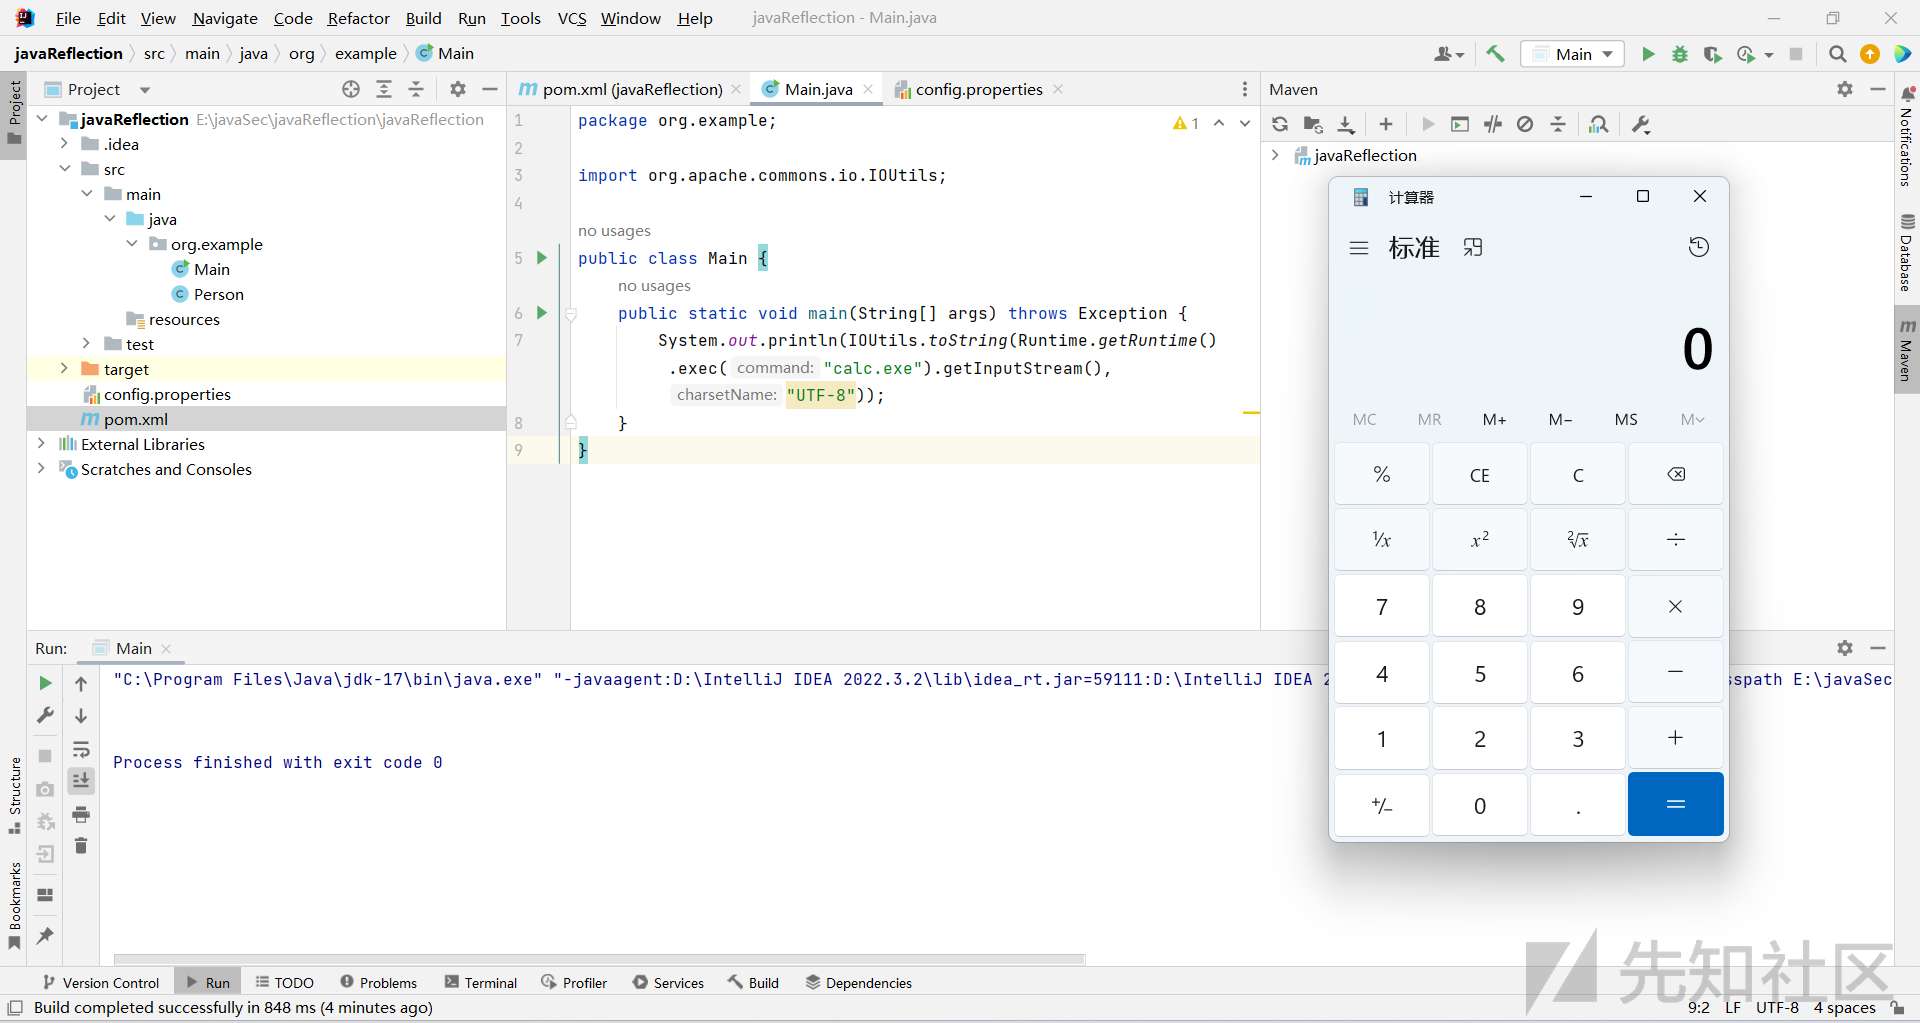 File Edit View Navigate Code Refactor Build Run Tools VCS Window Help javaReflection - Main.java
javaReflection src main java org example Main
Main
Project
pom.xml (javaReflection) Main.java config.properties
Maven
Project
javaReflection E:\javaSec\javaReflection\javaReflection
.idea
src
main
java
org.example
Main
Person
resources
test
target
config.properties
pom.xml
External Libraries
Scratches and Consoles
1 package org.example;
1
2
3 import org.apache.commons.io.IOUtils;
4
no usages
5 public class Main {
no usages
6 public static void main(String[] args) throws Exception {
7 System.out.println(IOUtils.toString(Runtime.getRuntime()
.exec( command: "calc.exe").getInputStream(),
charsetName: "UTF-8"));
8 }
9 }
javaReflection
Notifications
Database
Maven
计算器
标准
0
MC MR M+ M− MS M
% CE C
¹/x x² ²√x ÷
7 8 9 ×
4 5 6 −
1 2 3 +
+/− 0 . =
Run: Main
"C:\Program Files\Java\jdk-17\bin\java.exe" "-javaagent:D:\IntelliJ IDEA 2022.3.2\lib\idea_rt.jar=59111:D:\IntelliJ IDEA 2 sspath E:\javaSec
Process finished with exit code 0
Structure
Bookmarks
Version Control Run TODO Problems Terminal Profiler Services Build Dependencies
Build completed successfully in 848 ms (4 minutes ago)
9:2 LF UTF-8 4 spaces
先知社区